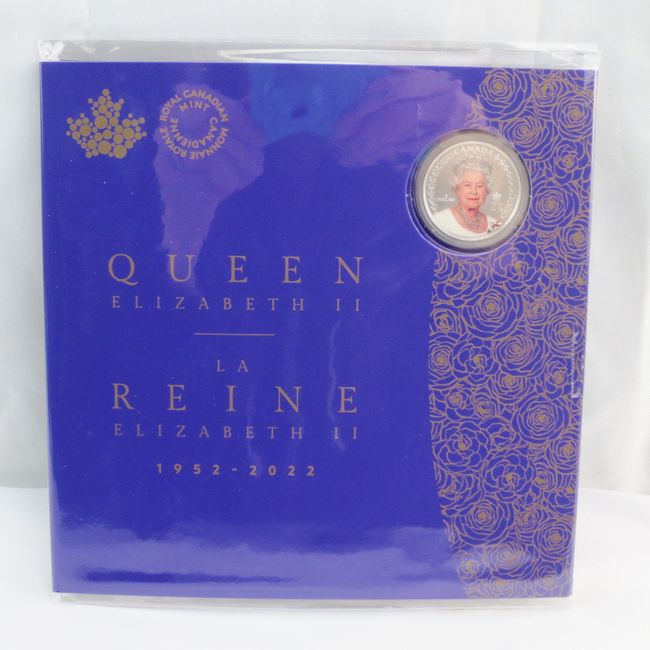 ROYAL CANADIAN MINT
MONNAIE ROYALE CANADIENNE
CANADA
QUEEN
ELIZABETH II
LA
REINE
ELIZABETH II
1952-2022